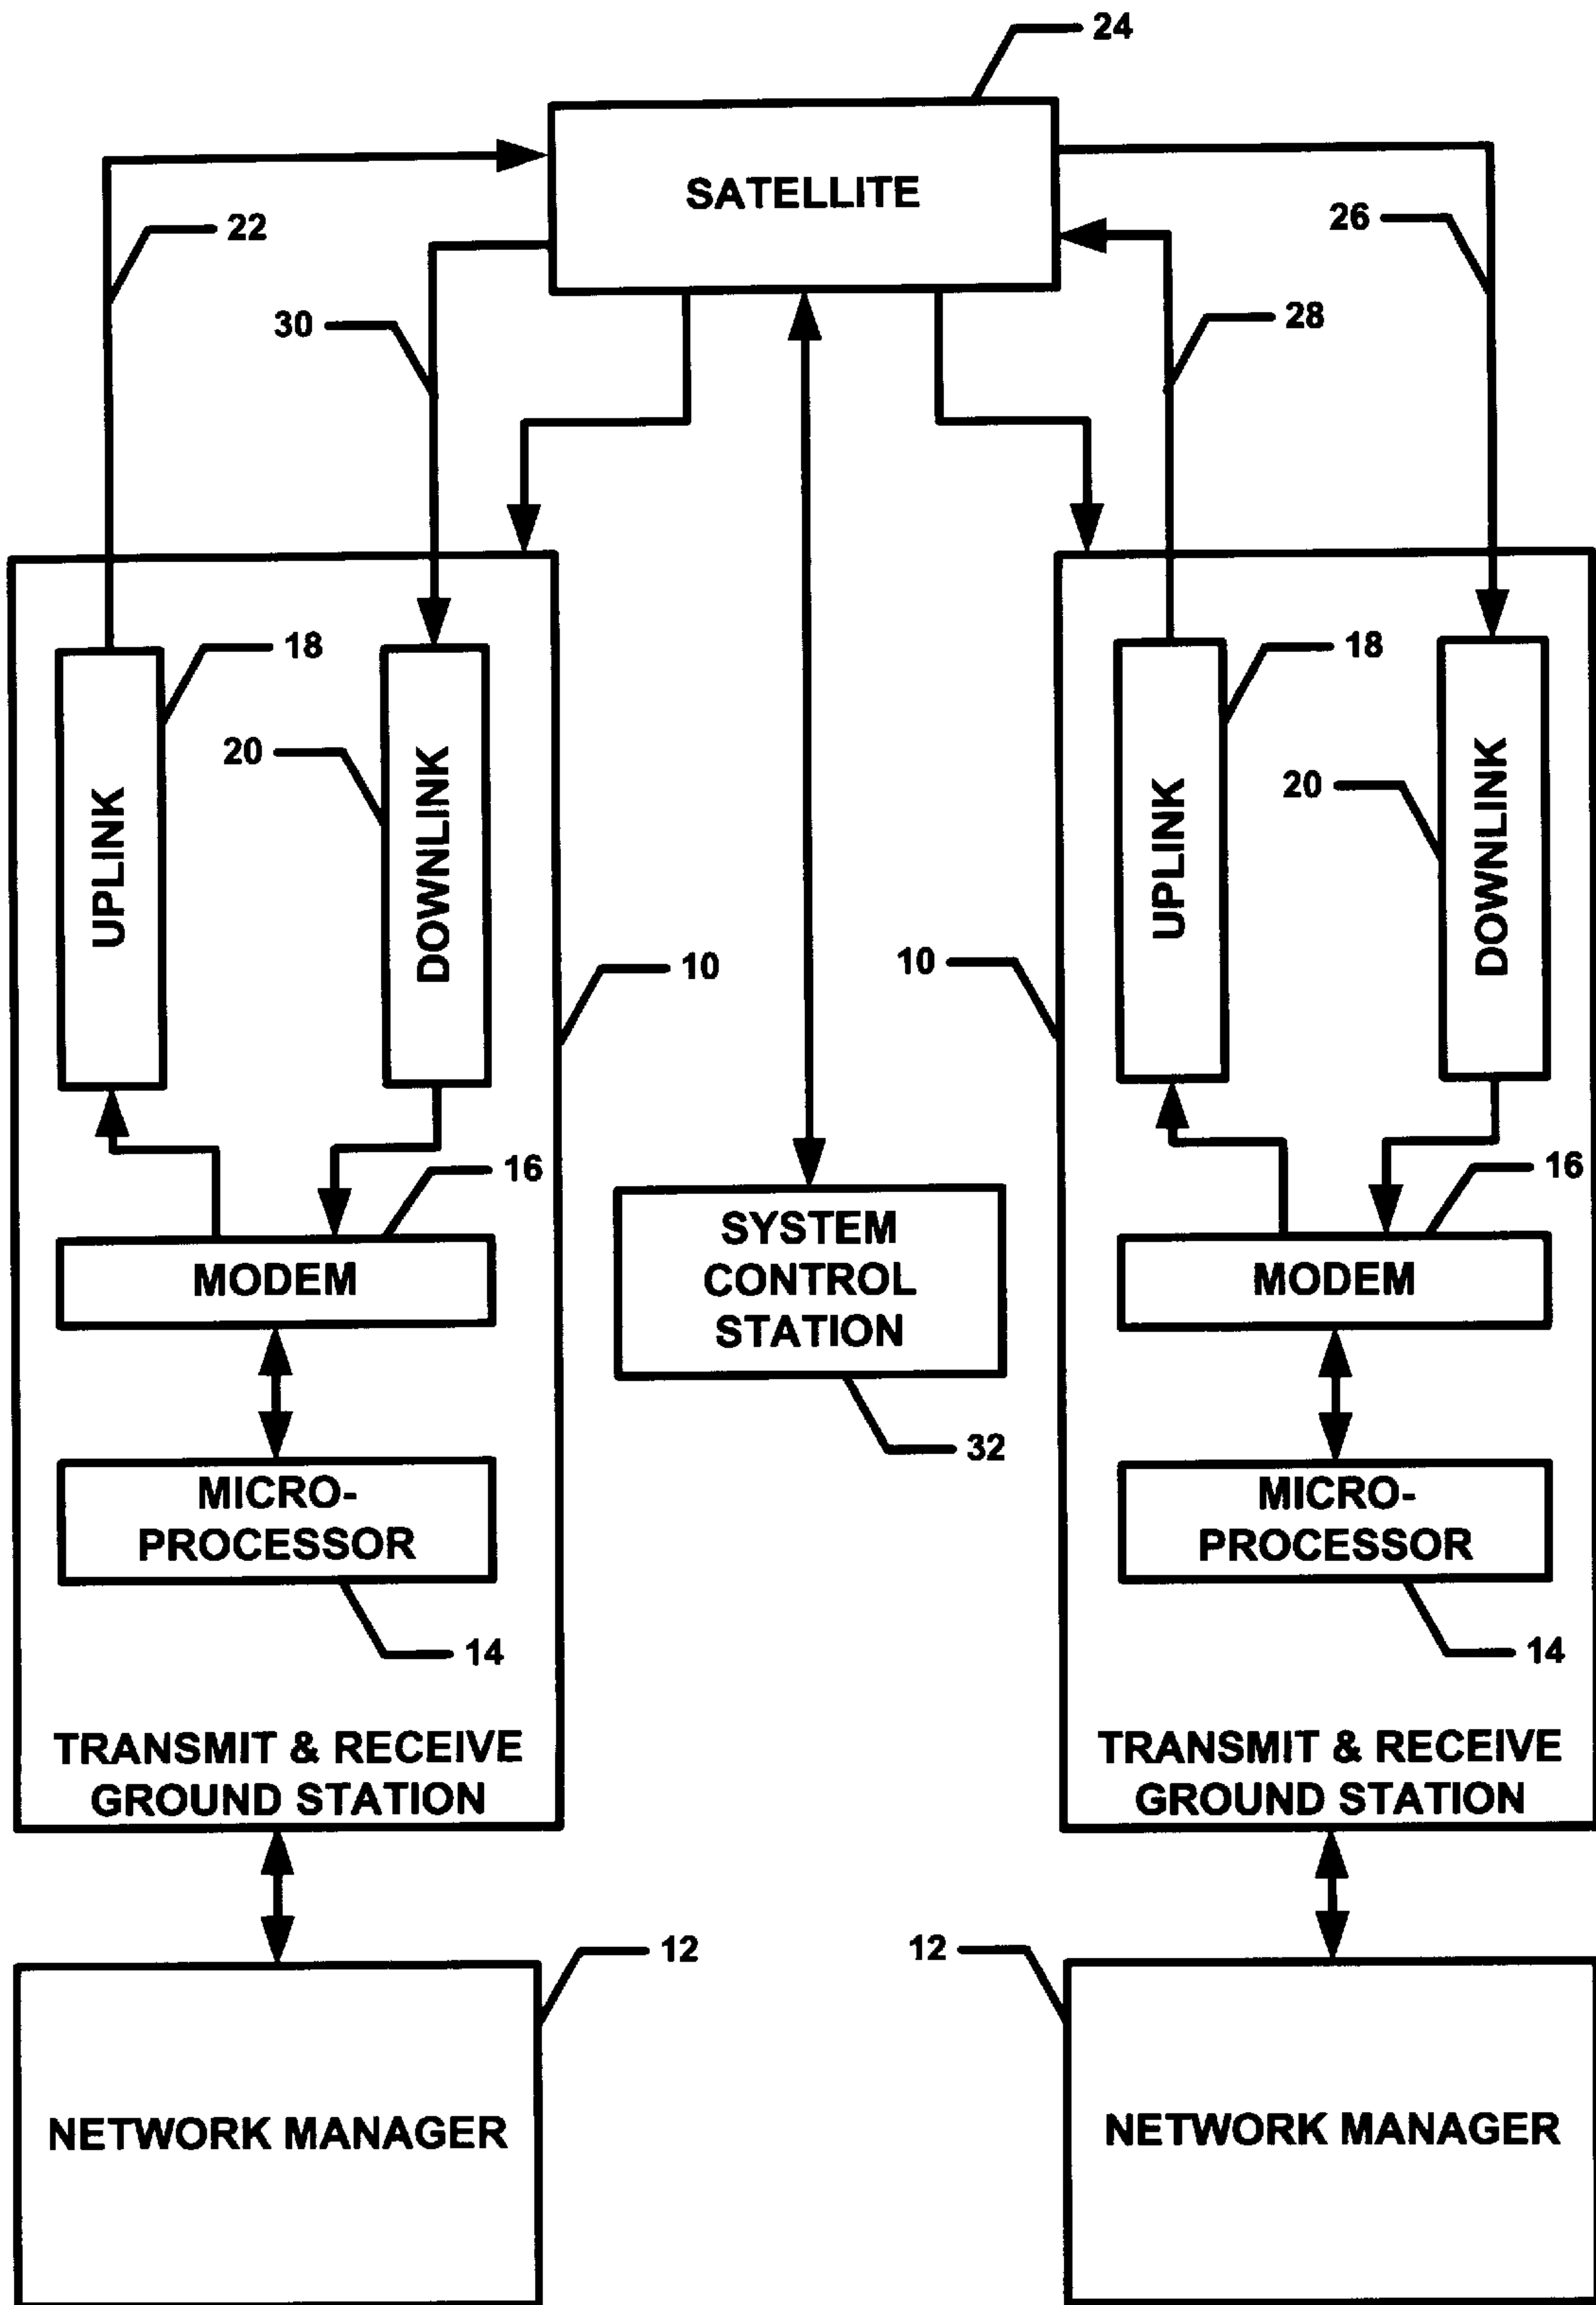 24
SATELLITE
22
26
30
28
18
18
20
20
UPLINK
DOWNLINK
UPLINK
DOWNLINK
10
10
16
16
MODEM
SYSTEM
CONTROL
STATION
MODEM
32
MICRO-
PROCESSOR
MICRO-
PROCESSOR
14
14
TRANSMIT & RECEIVE
GROUND STATION
TRANSMIT & RECEIVE
GROUND STATION
12
12
NETWORK MANAGER
NETWORK MANAGER